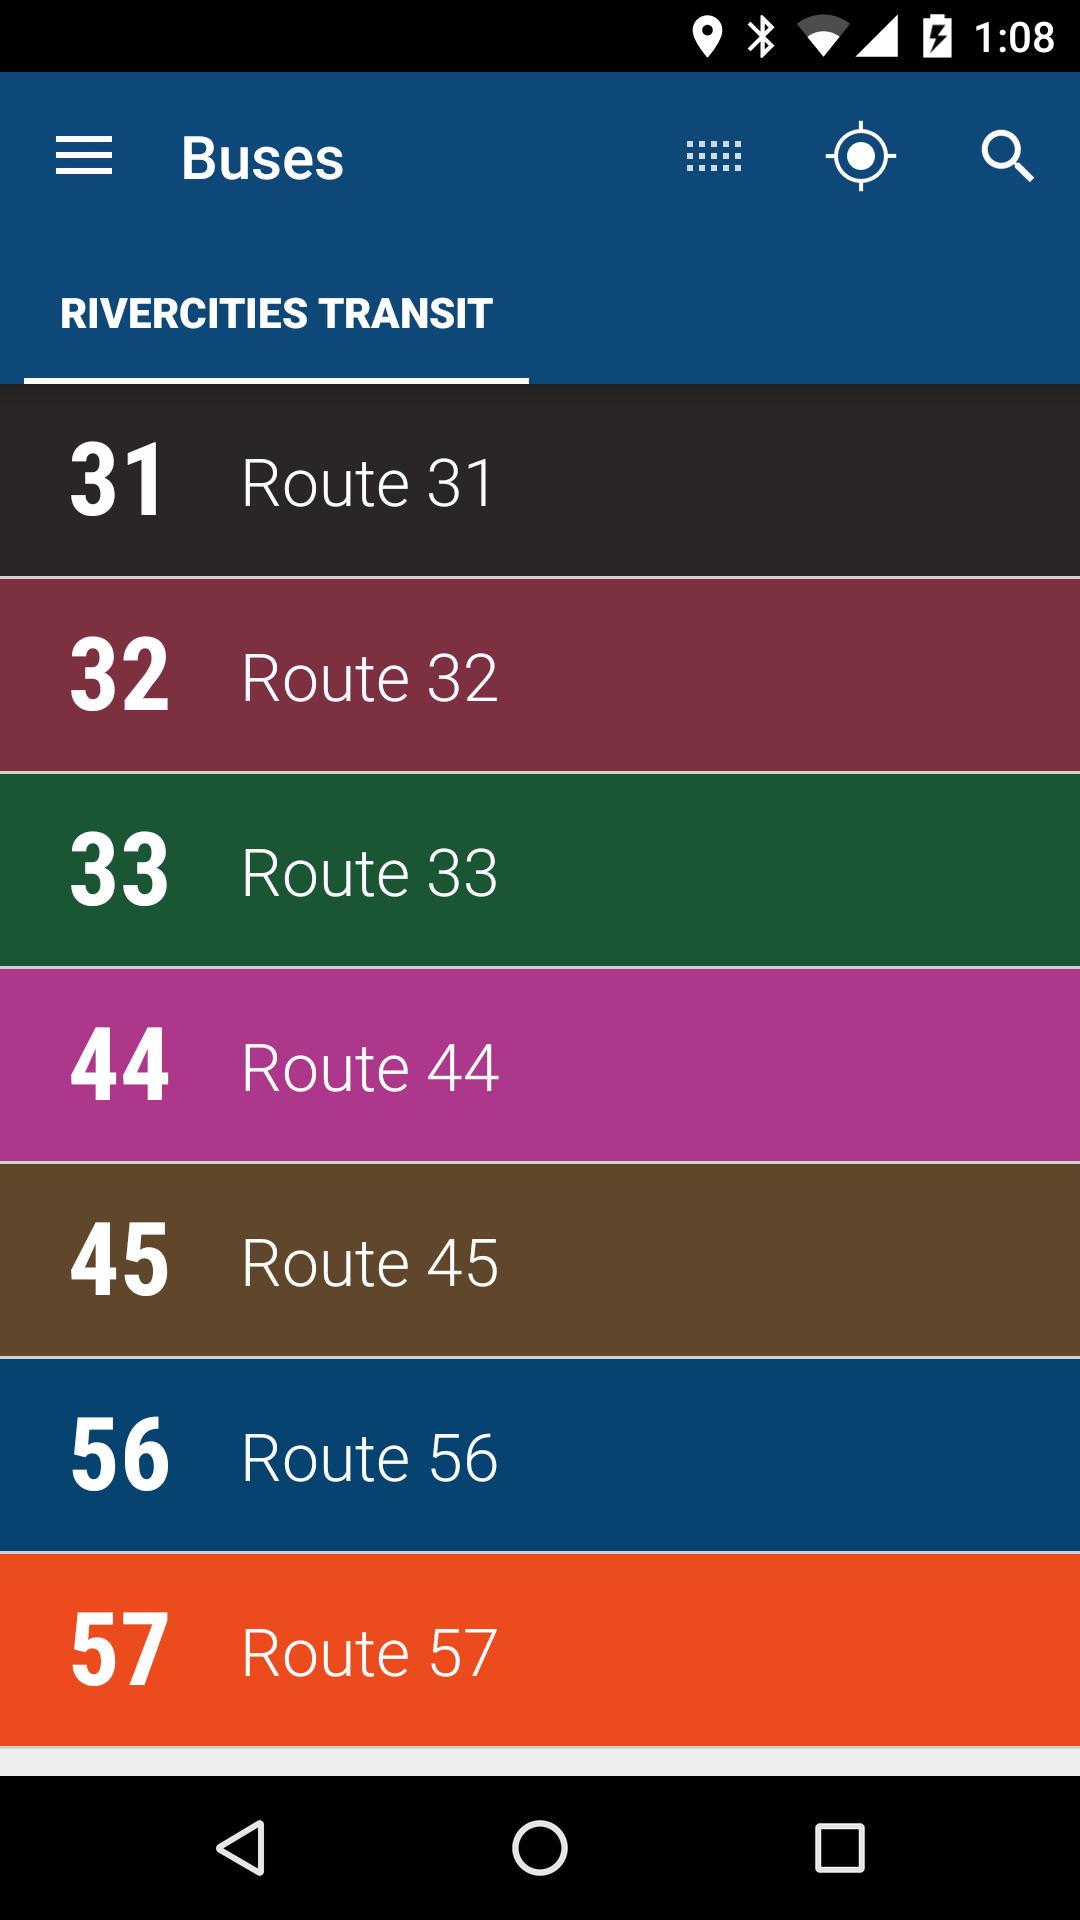 1:08
Buses
RIVERCITIES TRANSIT
31 Route 31
32 Route 32
33 Route 33
44 Route 44
45 Route 45
56 Route 56
57 Route 57